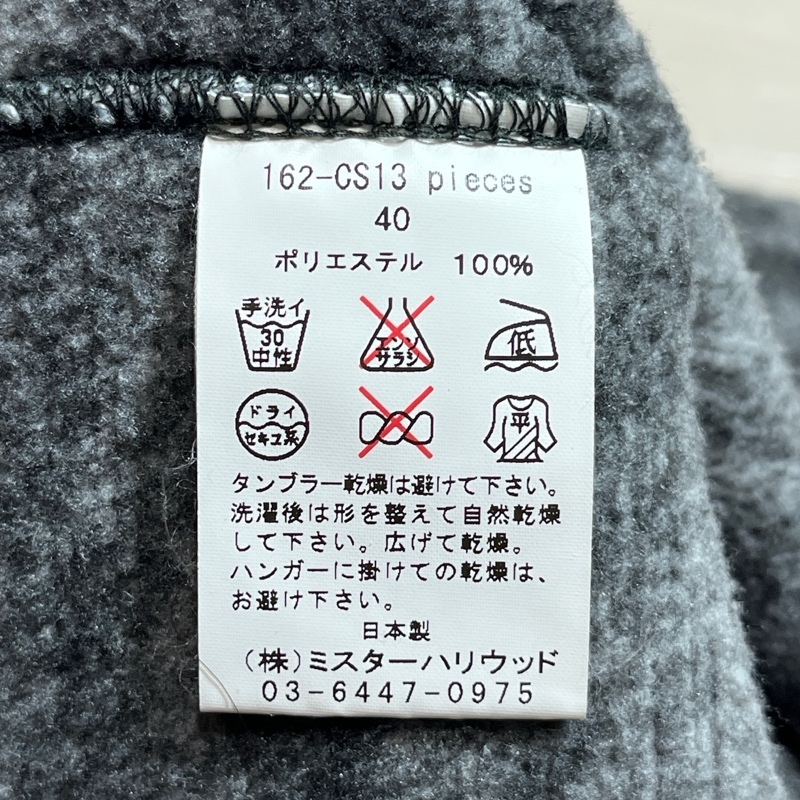 162-CS13 pieces
40
ポリエステル 100%
手洗イ
30
中性
エンソ
サラシ
低
ドライ
セキユ系
平
タンブラー乾燥は避けて下さい。
洗濯後は形を整えて自然乾燥
して下さい。広げて乾燥。
ハンガーに掛けての乾燥は、
お避け下さい。
日本製
(株)ミスターハリウッド
03-6447-0975